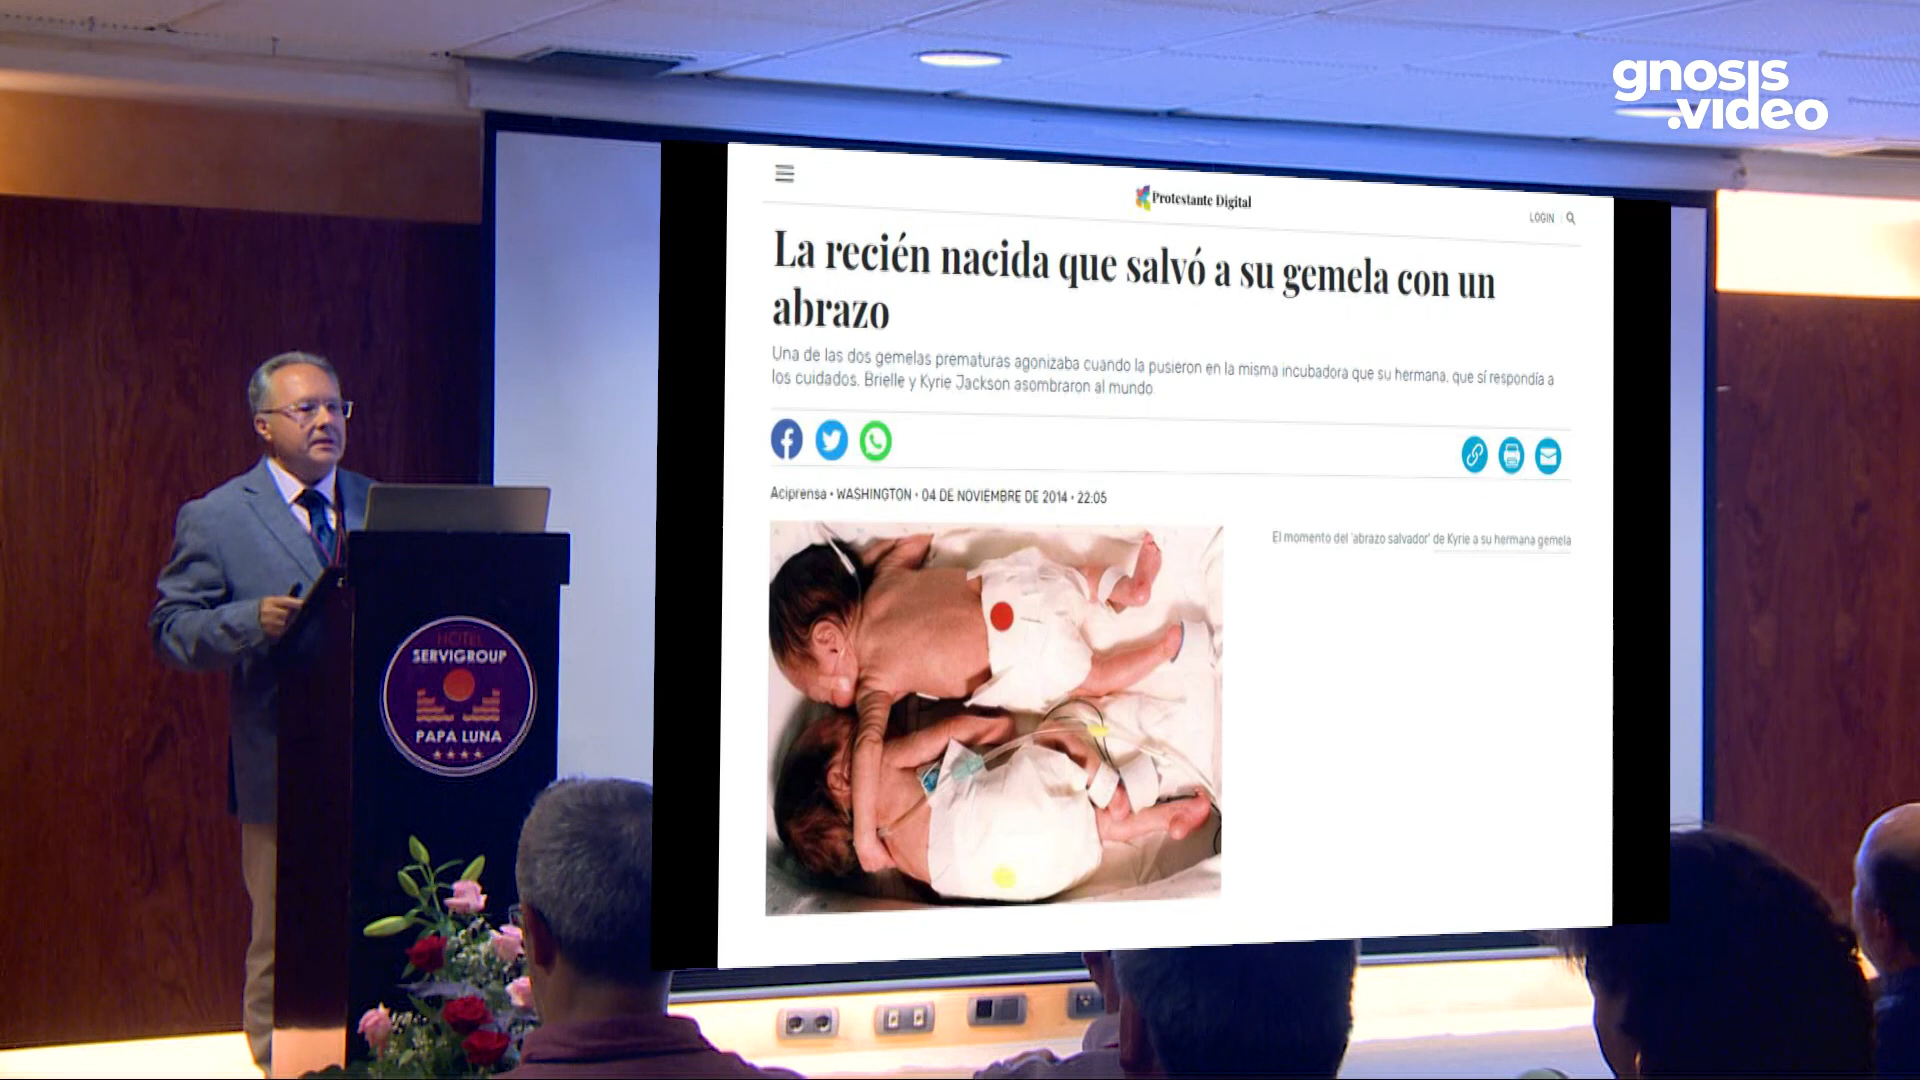 gnosis
.video
Protestante Digital
LOGIN
La recién nacida que salvó a su gemela con un
abrazo
Una de las dos gemelas prematuras agonizaba cuando la pusieron en la misma incubadora que su hermana, que sí respondía a
los cuidados. Brielle y Kyrie Jackson asombraron al mundo
Aciprensa • WASHINGTON • 04 DE NOVIEMBRE DE 2014 • 22:05
El momento del 'abrazo salvador' de Kyrie a su hermana gemela
HOTEL
SERVIGROUP
PAPA LUNA